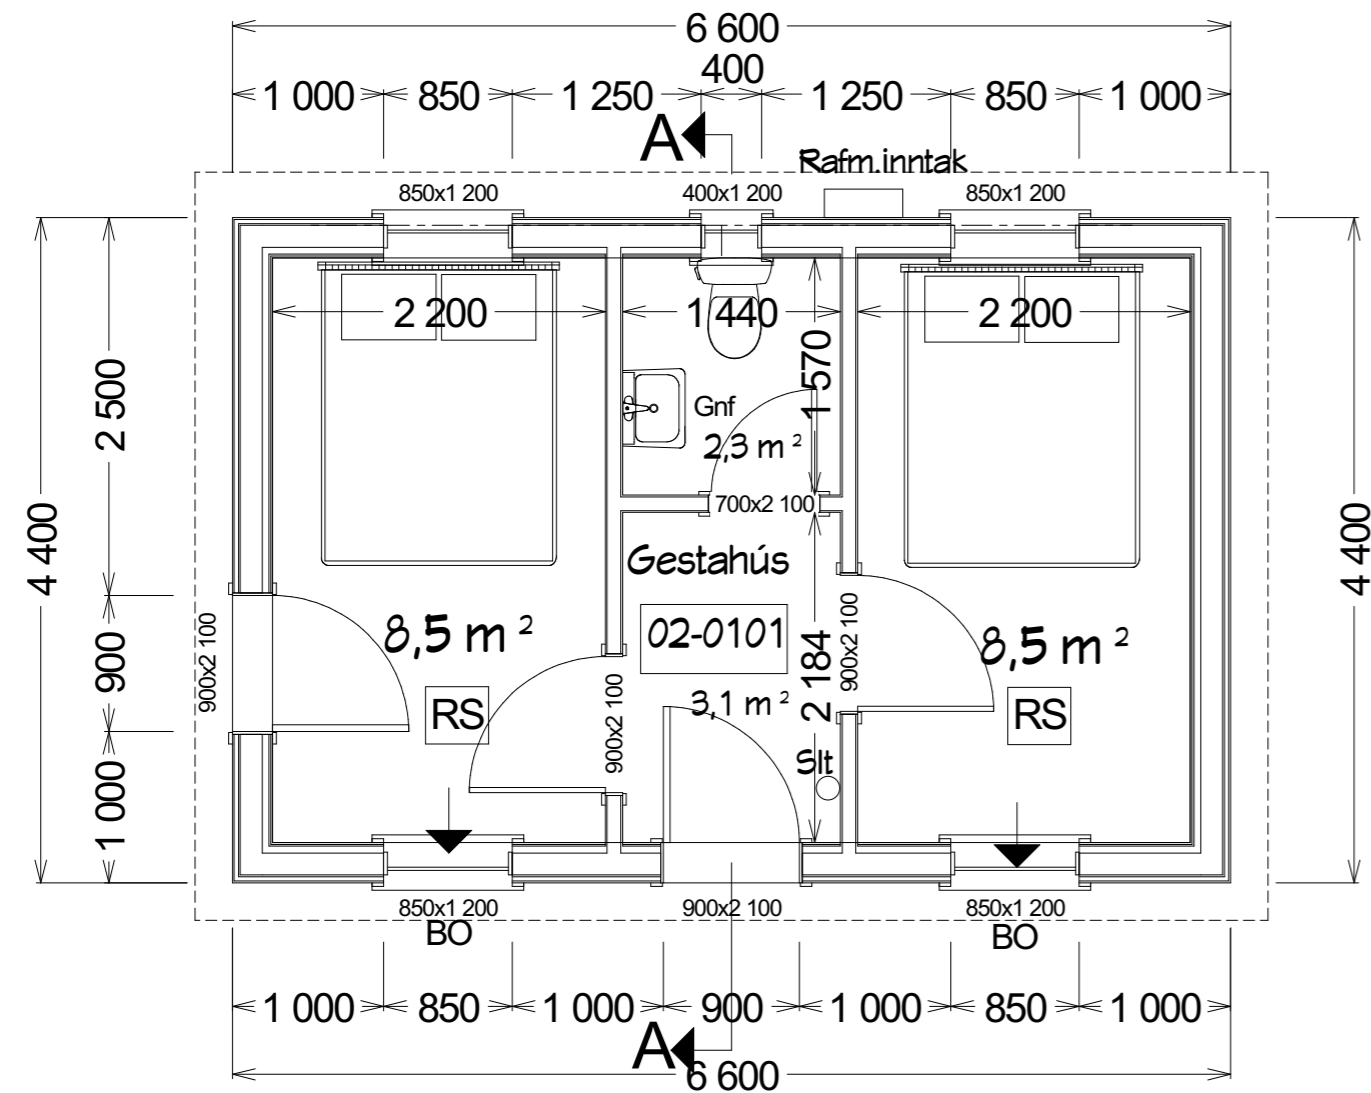 6 600
400
1 000 850 1 250 1 250 850 1 000
A
Rafm.inntak
850x1 200 400x1 200 850x1 200
2 200 1 440 2 200
2 500
1 570
Gnf
2,3 m ²
700x2 100
4 400
4 400
Gestahús
900
900x2 100
8,5 m ²
02-0101
2 184
900x2 100
8,5 m ²
RS
900x2 100
3,1 m ²
RS
1 000
Slt
850x1 200 900x2 100 850x1 200
BO BO
1 000 850 1 000 900 1 000 850 1 000
A
6 600